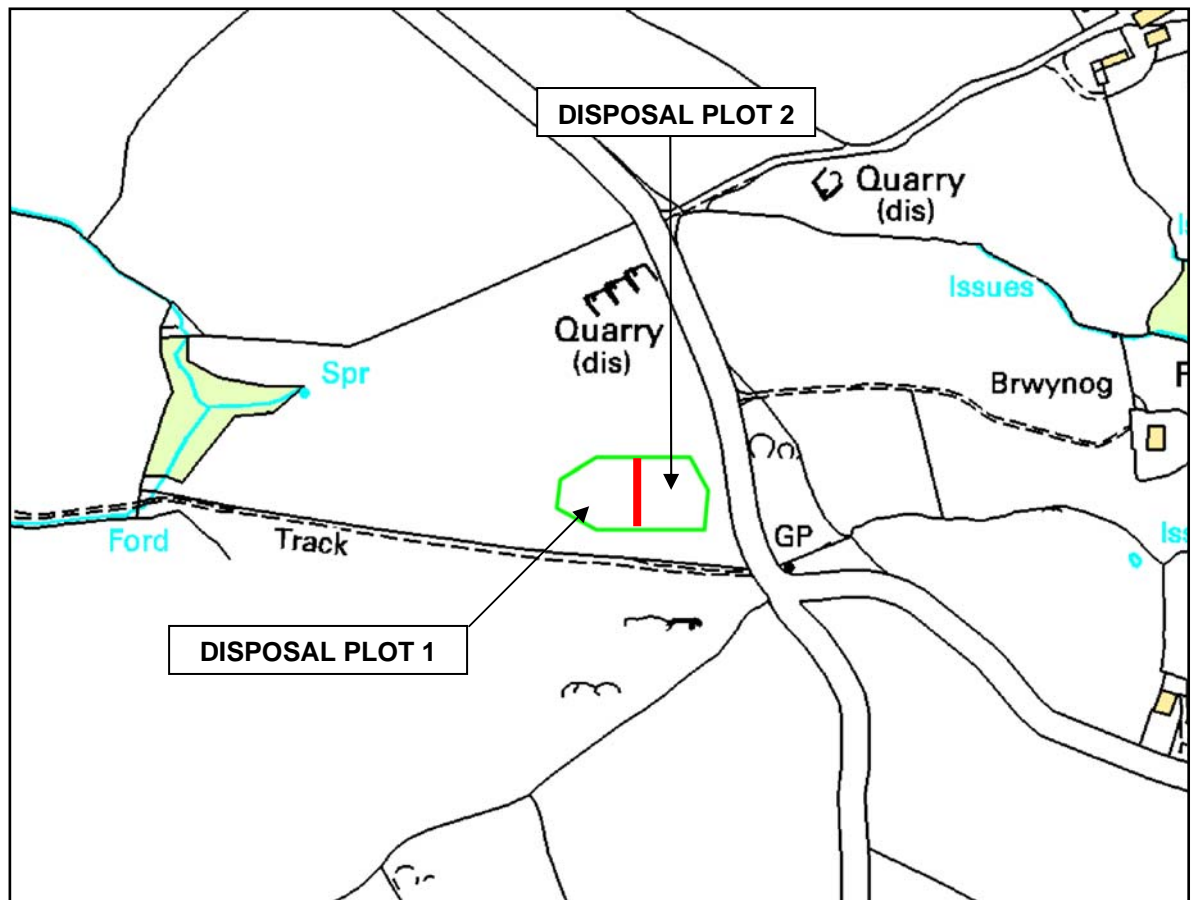 DISPOSAL PLOT 2
Quarry
(dis)
Issues
Quarry
(dis)
Spr
Brwynog
GP
Ford
Track
DISPOSAL PLOT 1